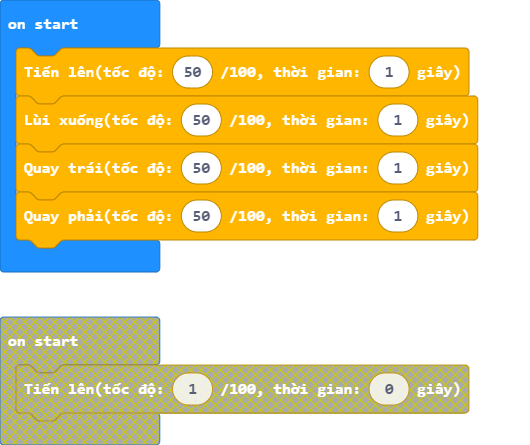 on start
Tiến lên(tốc độ: 50 /100, thời gian: 1 giây)
Lùi xuống(tốc độ: 50 /100, thời gian: 1 giây)
Quay trái(tốc độ: 50 /100, thời gian: 1 giây)
Quay phải(tốc độ: 50 /100, thời gian: 1 giây)
on start
Tiến lên(tốc độ: 1 /100, thời gian: 0 giây)